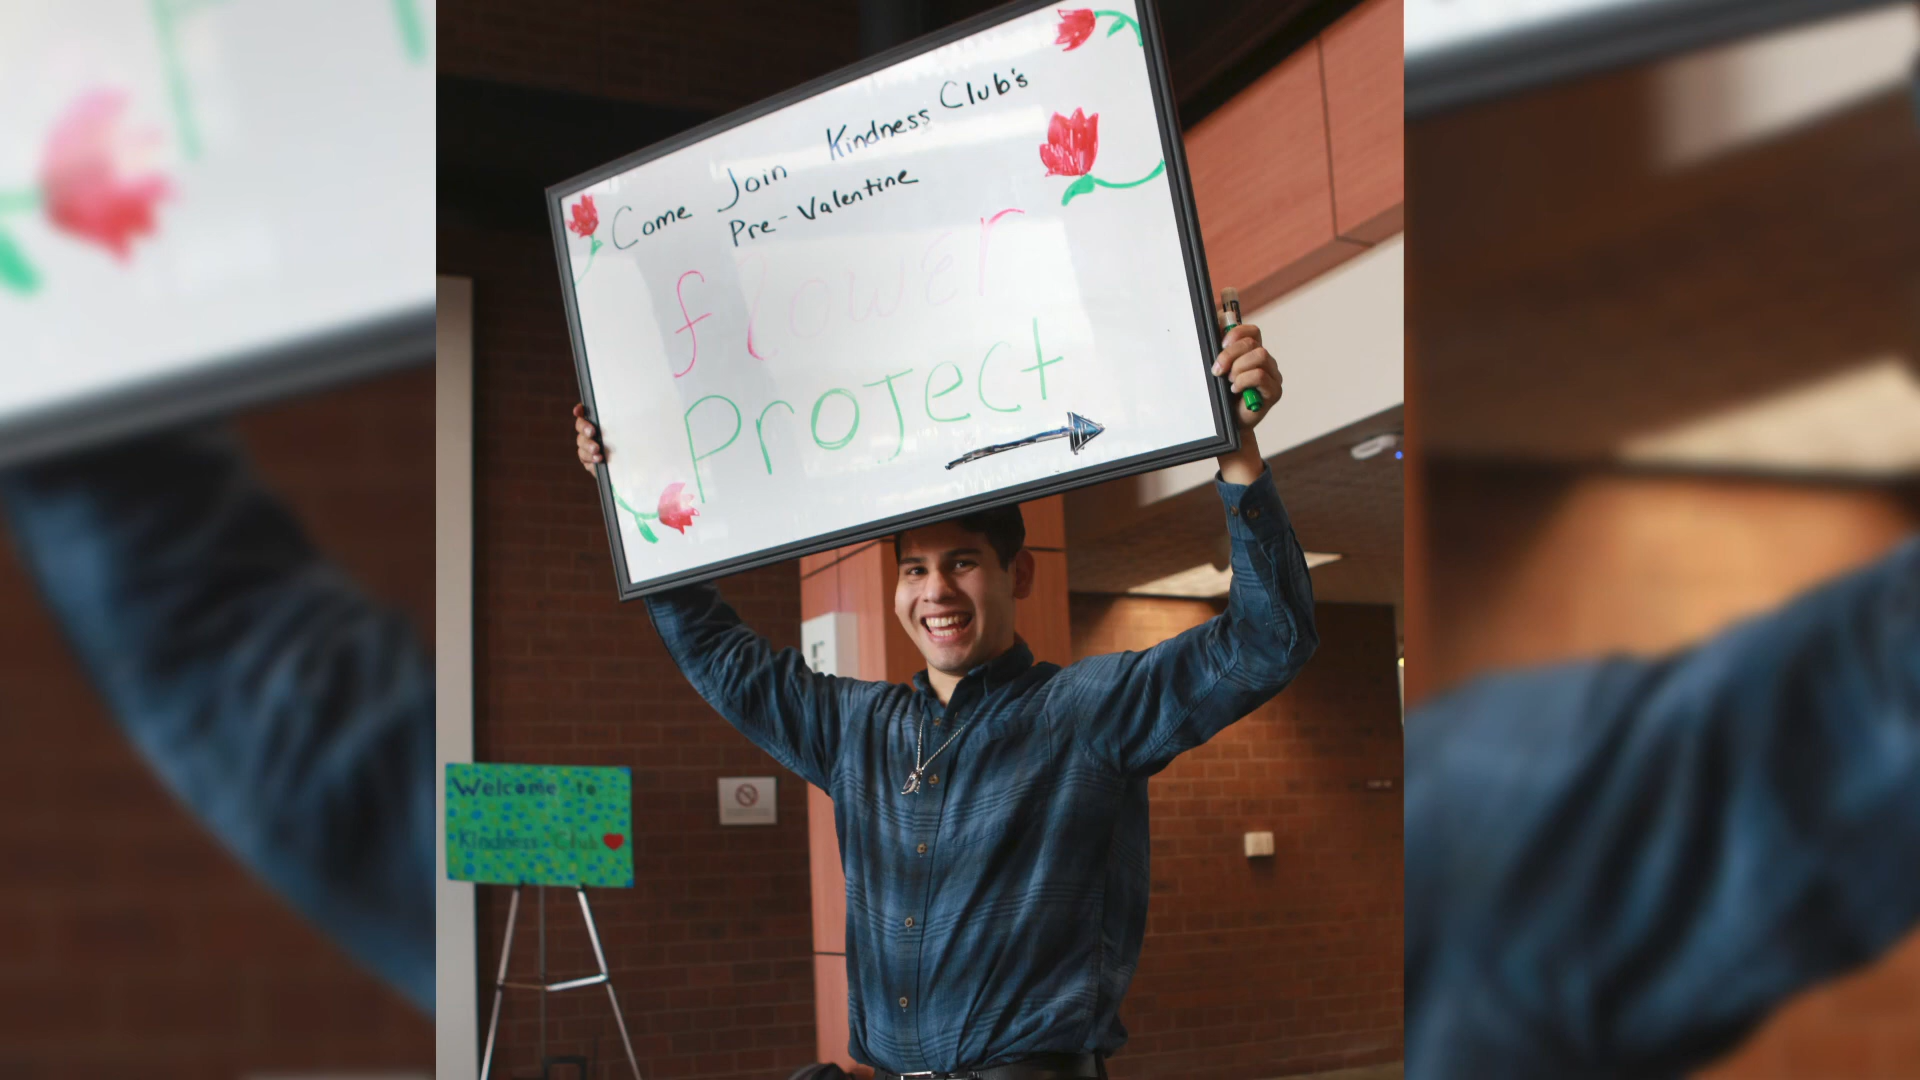 Come Join Kindness Club's
Pre-Valentine
flower
Project
Welcome to
Kindness Club